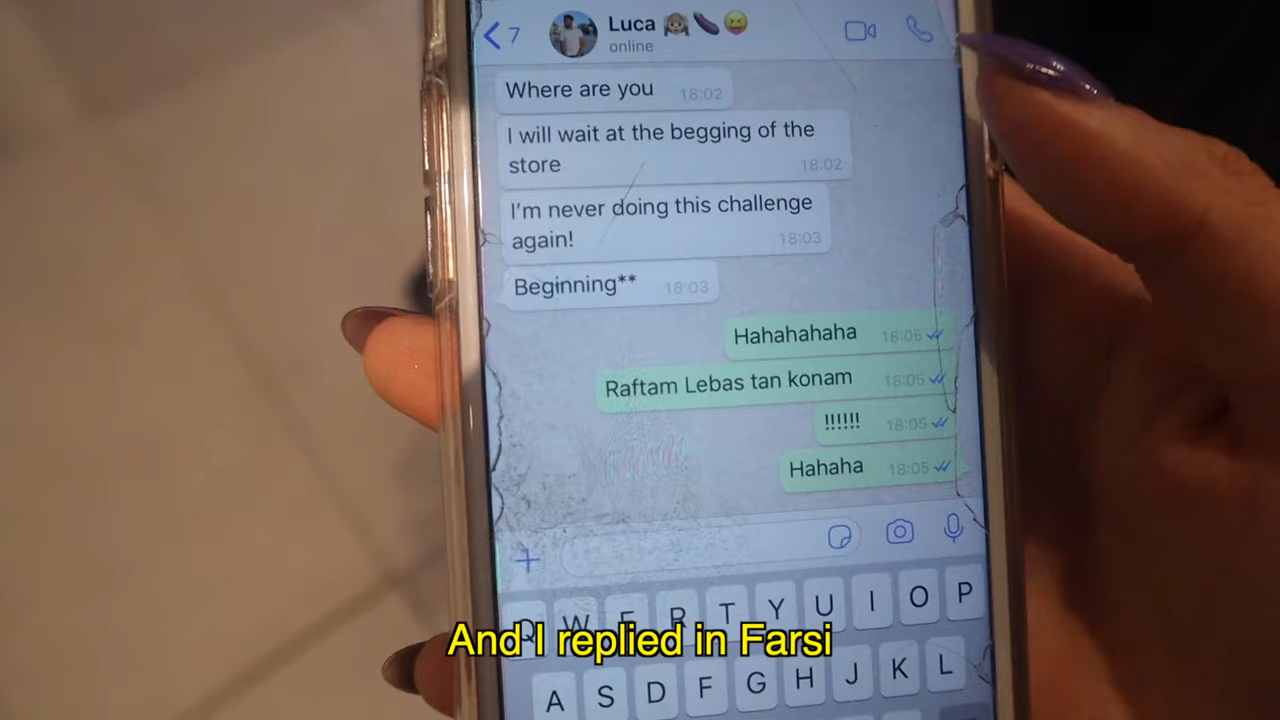 7
Luca 🙉🍆😝
online
Where are you 18:02
I will wait at the begging of the
store 18:02
I'm never doing this challenge
again! 18:03
Beginning** 18:03
Hahahahaha 18:05
Raftam Lebas tan konam 18:05
!!!!!! 18:05
Hahaha 18:05
Q W E R T Y U I O P
And I replied in Farsi
A S D F G H J K L